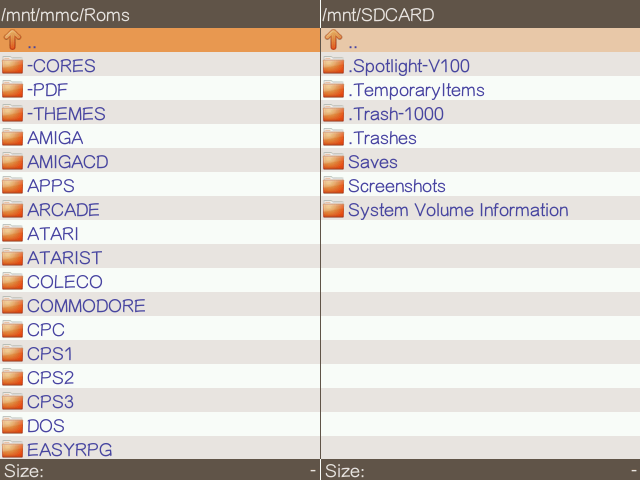 /mnt/mmc/Roms
..
-CORES
-PDF
-THEMES
AMIGA
AMIGACD
APPS
ARCADE
ATARI
ATARIST
COLECO
COMMODORE
CPC
CPS1
CPS2
CPS3
DOS
EASYRPG
Size: -
/mnt/SDCARD
..
.Spotlight-V100
.TemporaryItems
.Trash-1000
.Trashes
Saves
Screenshots
System Volume Information
Size: -